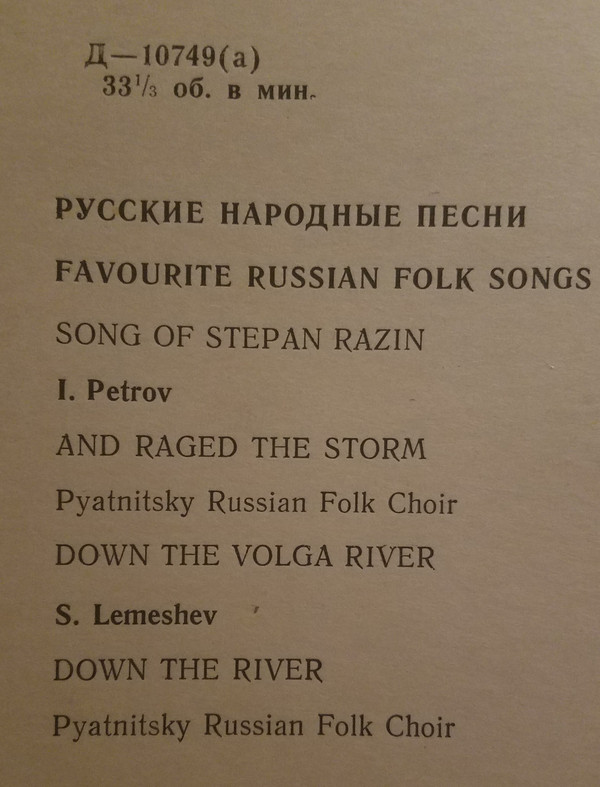 Д—10749(а)
33¹/₃ об. в мин.
РУССКИЕ НАРОДНЫЕ ПЕСНИ
FAVOURITE RUSSIAN FOLK SONGS
SONG OF STEPAN RAZIN
I. Petrov
AND RAGED THE STORM
Pyatnitsky Russian Folk Choir
DOWN THE VOLGA RIVER
S. Lemeshev
DOWN THE RIVER
Pyatnitsky Russian Folk Choir